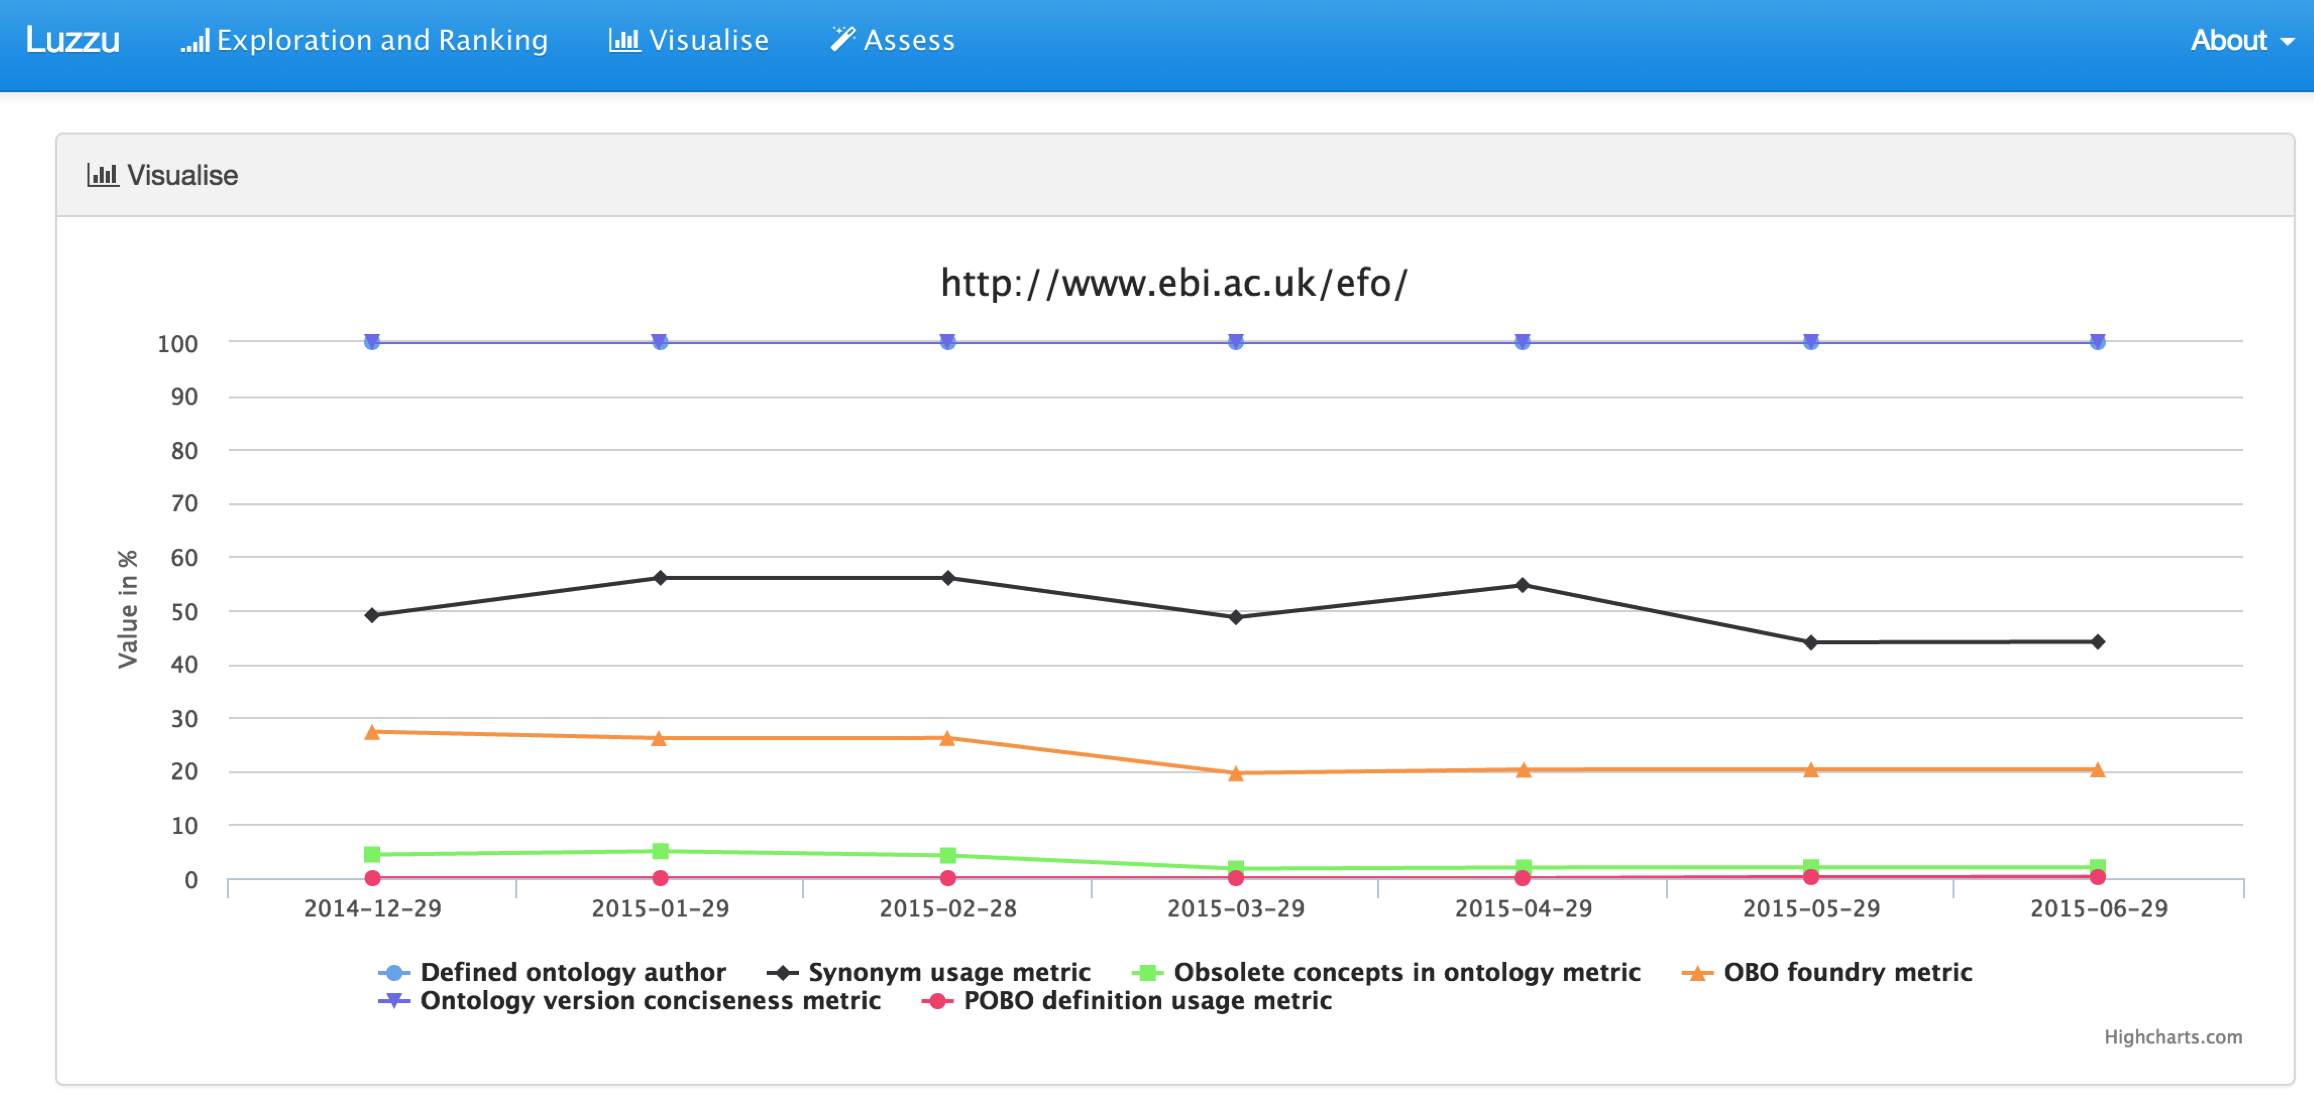 Luzzu Exploration and Ranking Visualise Assess About
Visualise
http://www.ebi.ac.uk/efo/
Value in %
100
90
80
70
60
50
40
30
20
10
0
2014-12-29 2015-01-29 2015-02-28 2015-03-29 2015-04-29 2015-05-29 2015-06-29
Defined ontology author Synonym usage metric Obsolete concepts in ontology metric OBO foundry metric
Ontology version conciseness metric POBO definition usage metric
Highcharts.com